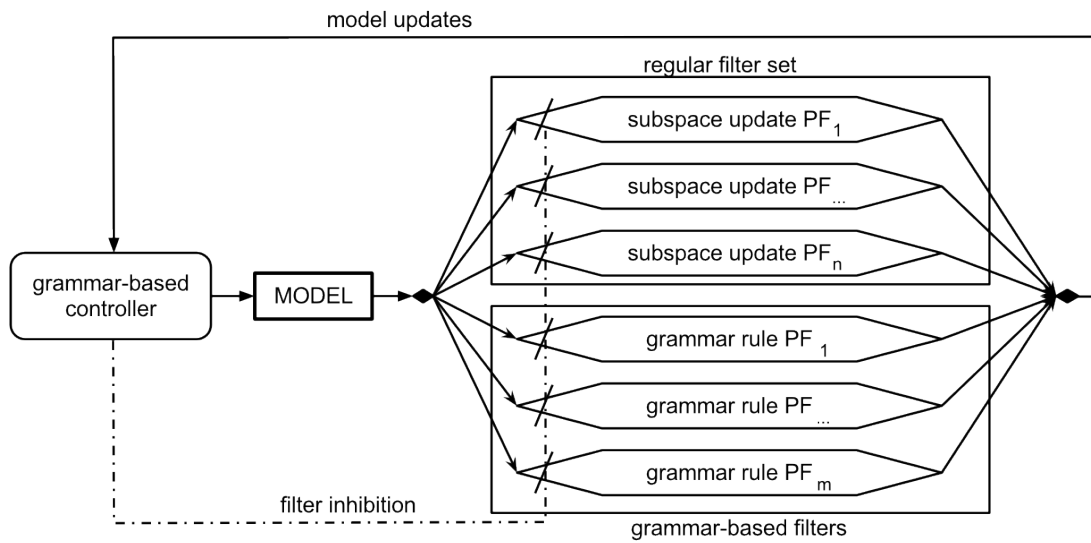 model updates
regular filter set
subspace update PF1
subspace update PF...
subspace update PFn
grammar-based
controller
MODEL
grammar rule PF 1
grammar rule PF ...
grammar rule PF m
filter inhibition
grammar-based filters